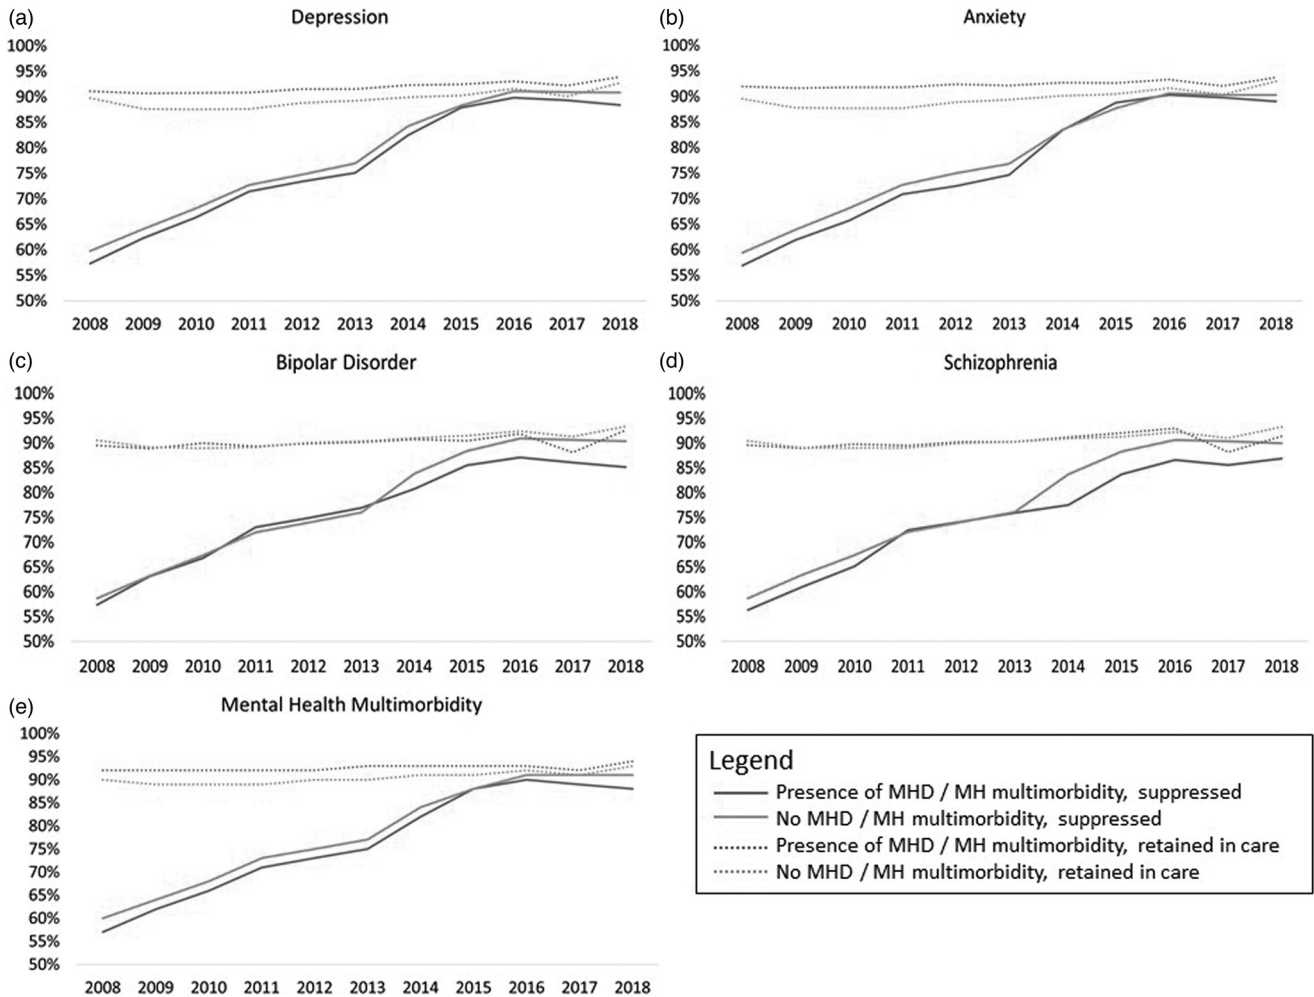 (a)
Depression
100%
95%
90%
85%
80%
75%
70%
65%
60%
55%
50%
2008 2009 2010 2011 2012 2013 2014 2015 2016 2017 2018
(b)
Anxiety
100%
95%
90%
85%
80%
75%
70%
65%
60%
55%
50%
2008 2009 2010 2011 2012 2013 2014 2015 2016 2017 2018
(c)
Bipolar Disorder
100%
95%
90%
85%
80%
75%
70%
65%
60%
55%
50%
2008 2009 2010 2011 2012 2013 2014 2015 2016 2017 2018
(d)
Schizophrenia
100%
95%
90%
85%
80%
75%
70%
65%
60%
55%
50%
2008 2009 2010 2011 2012 2013 2014 2015 2016 2017 2018
(e)
Mental Health Multimorbidity
100%
95%
90%
85%
80%
75%
70%
65%
60%
55%
50%
2008 2009 2010 2011 2012 2013 2014 2015 2016 2017 2018
Legend
Presence of MHD / MH multimorbidity, suppressed
No MHD / MH multimorbidity, suppressed
Presence of MHD / MH multimorbidity, retained in care
No MHD / MH multimorbidity, retained in care